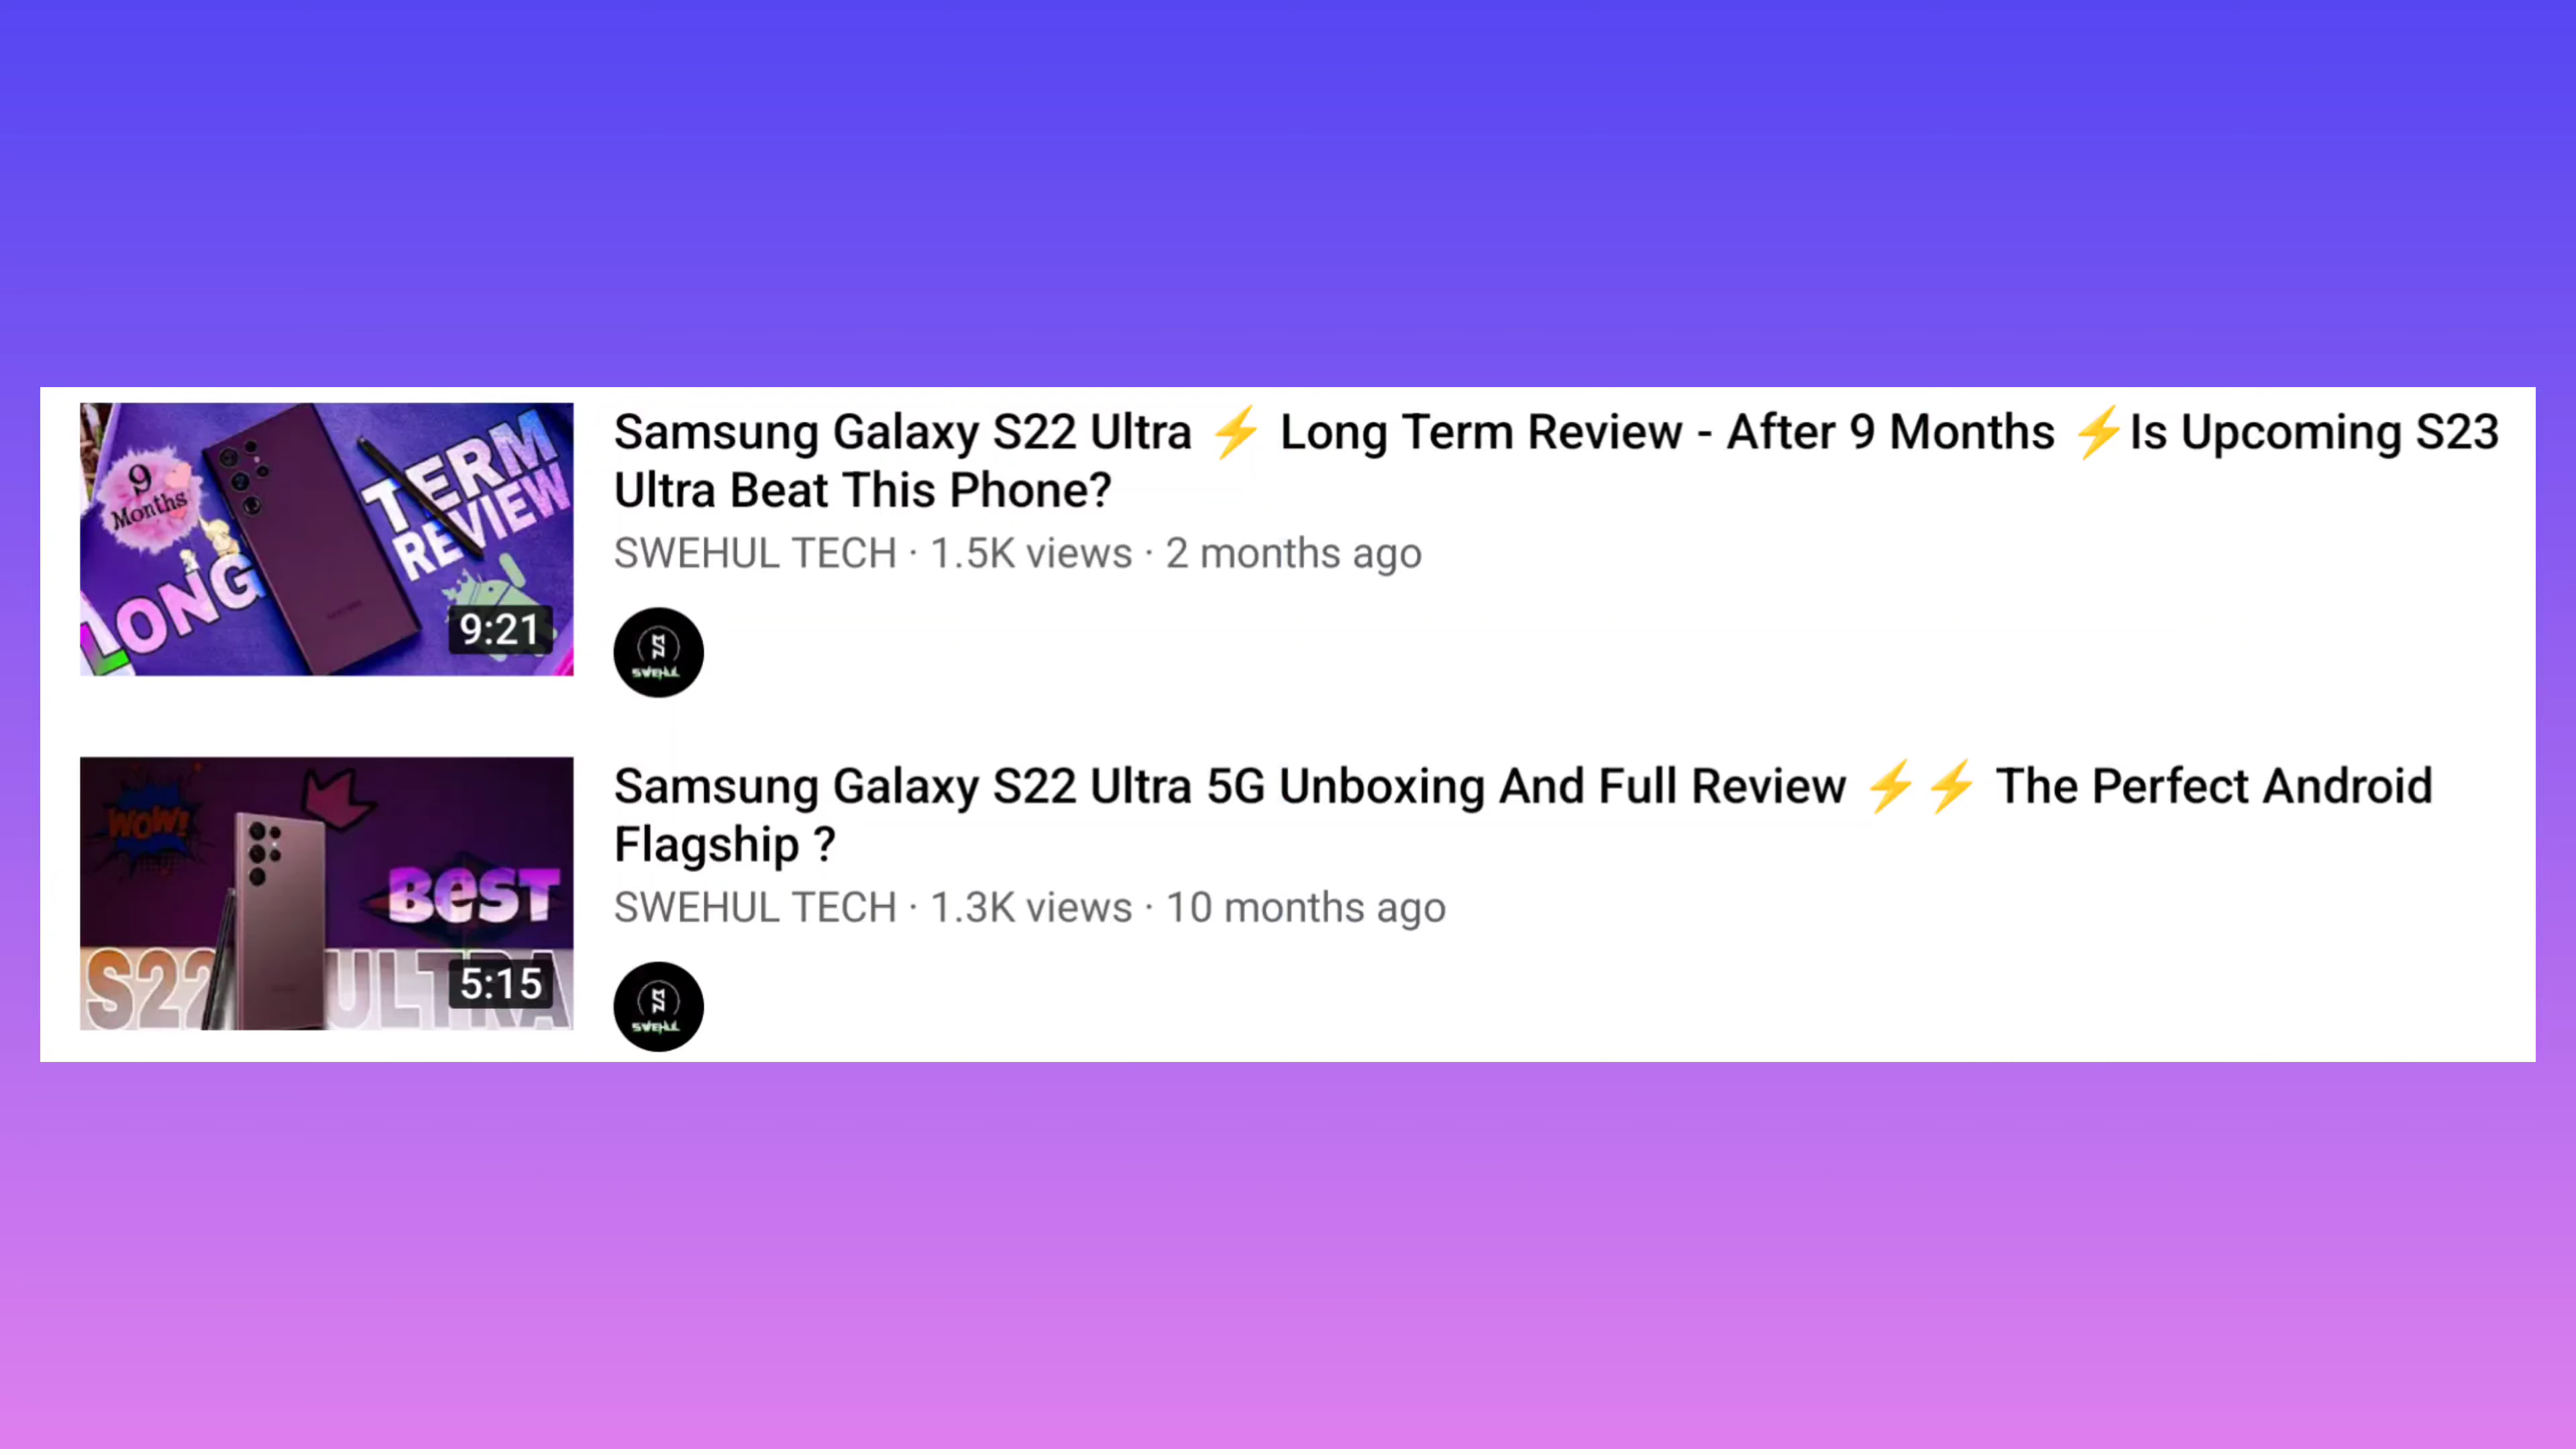 9
Months
LONG
TERM
REVIEW
9:21
Samsung Galaxy S22 Ultra ⚡ Long Term Review - After 9 Months ⚡Is Upcoming S23
Ultra Beat This Phone?
SWEHUL TECH · 1.5K views · 2 months ago
SWEHUL
WOW!
BEST
S22 ULTRA
5:15
Samsung Galaxy S22 Ultra 5G Unboxing And Full Review ⚡⚡ The Perfect Android
Flagship ?
SWEHUL TECH · 1.3K views · 10 months ago
SWEHUL